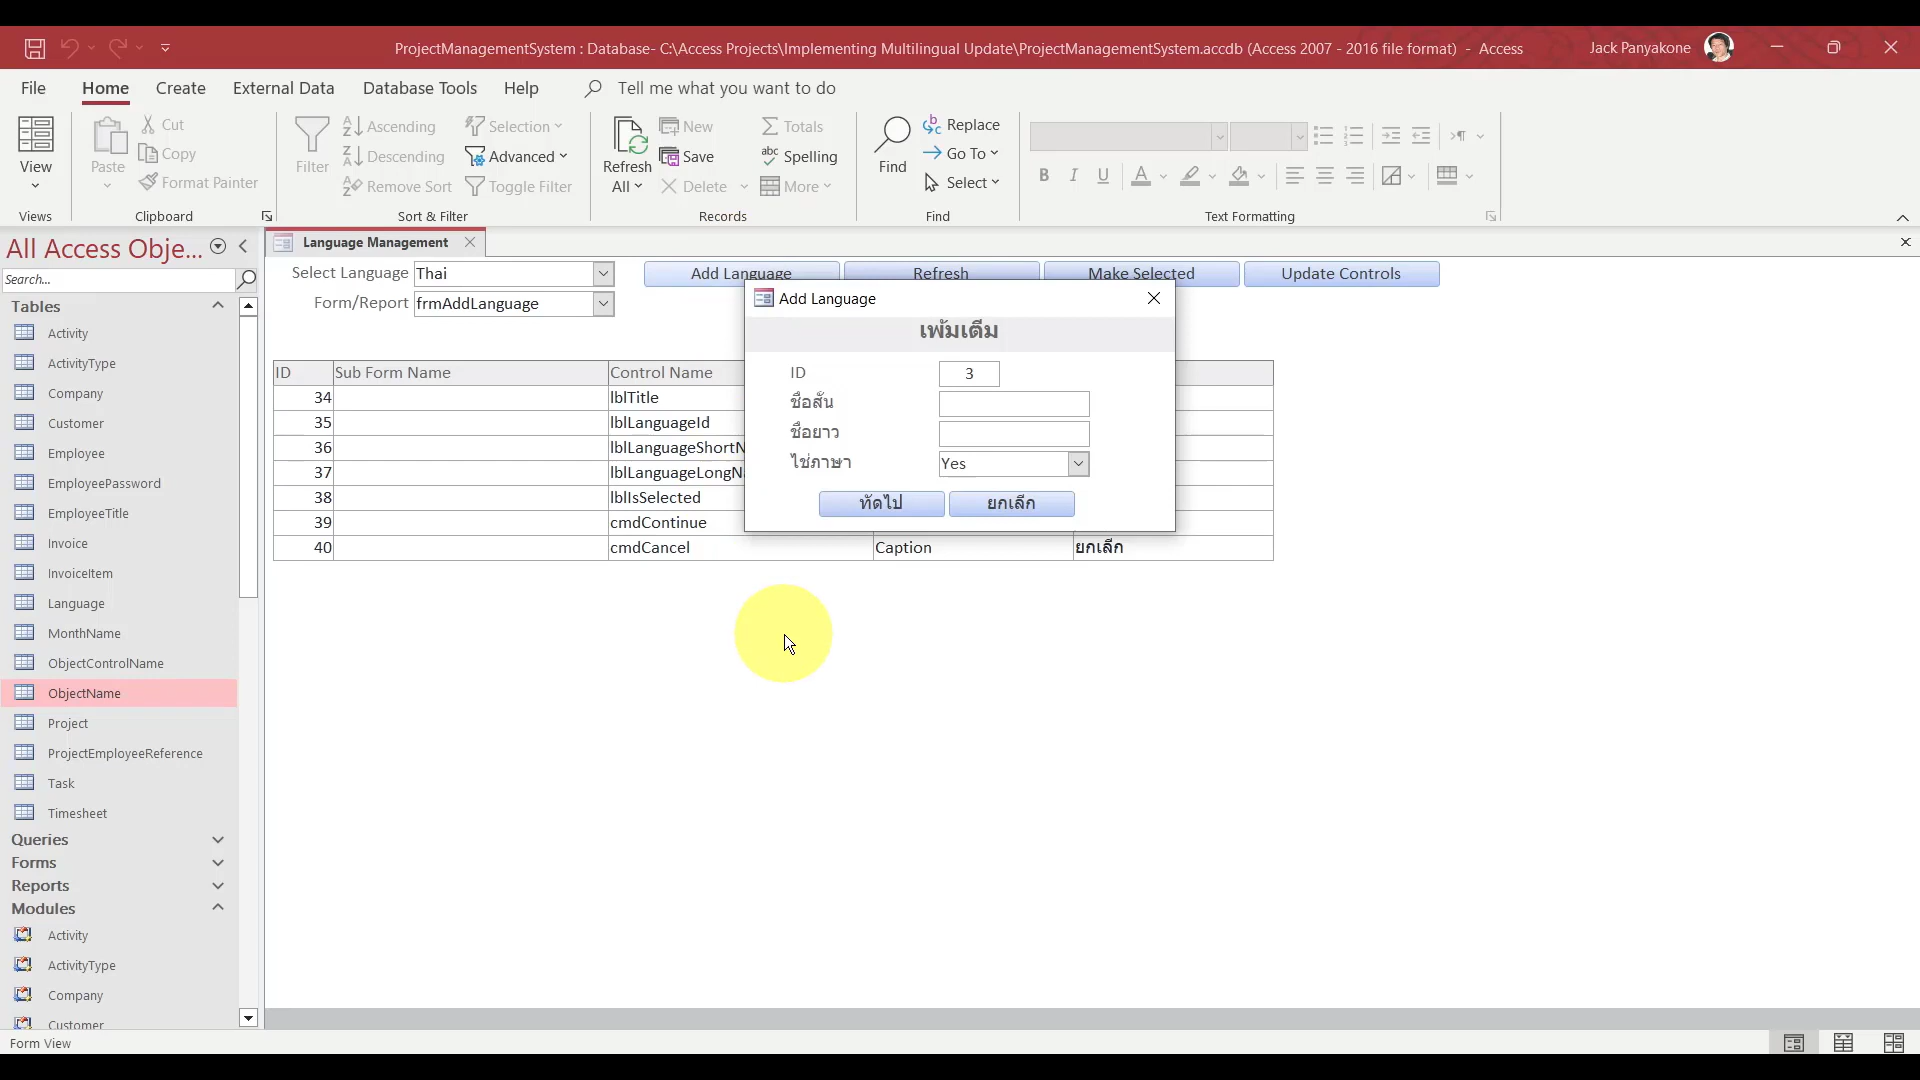 ProjectManagementSystem : Database- C:\Access Projects\Implementing Multilingual Update\ProjectManagementSystem.accdb (Access 2007 - 2016 file format) - Access
Jack Panyakone
File Home Create External Data Database Tools Help Tell me what you want to do
View
Views
Paste
Cut
Copy
Format Painter
Clipboard
Filter
Ascending
Descending
Remove Sort
Selection
Advanced
Toggle Filter
Sort & Filter
Refresh
All
New
Save
Delete
Totals
Spelling
More
Records
Find
Replace
Go To
Select
Find
B I U
Text Formatting
All Access Obje...
Search...
Tables
Activity
ActivityType
Company
Customer
Employee
EmployeePassword
EmployeeTitle
Invoice
InvoiceItem
Language
MonthName
ObjectControlName
ObjectName
Project
ProjectEmployeeReference
Task
Timesheet
Queries
Forms
Reports
Modules
Activity
ActivityType
Company
Customer
Language Management
Select Language Thai
Form/Report frmAddLanguage
Add Language Refresh Make Selected Update Controls
ID Sub Form Name Control Name
34 lblTitle
35 lblLanguageId
36 lblLanguageShortN
37 lblLanguageLongNa
38 lblIsSelected
39 cmdContinue
40 cmdCancel Caption ยกเลีก
Add Language
เพ้มเตีม
ID 3
ชื่อสั้น
ชื่อยาว
ไช่ภาษา Yes
ทัดไป ยกเลีก
Form View